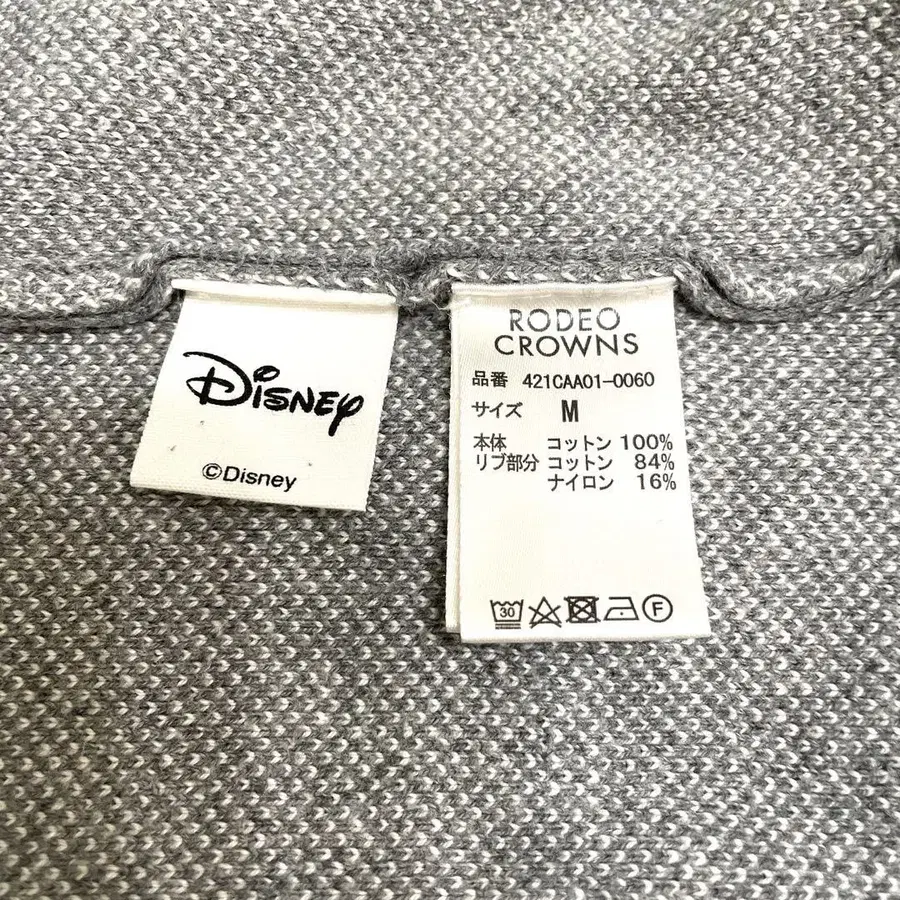 Disney
©Disney
RODEO
CROWNS
品番 421CAA01-0060
サイズ M
本体 コットン 100%
リブ部分 コットン 84%
ナイロン 16%
30 F